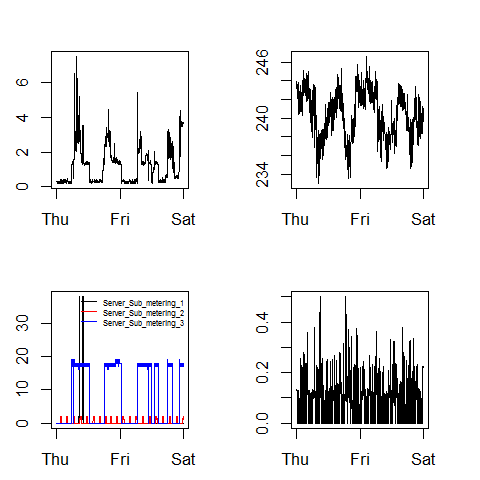 6
4
2
0
Thu Fri Sat
246
240
234
Thu Fri Sat
30
20
10
0
Server_Sub_metering_1
Server_Sub_metering_2
Server_Sub_metering_3
Thu Fri Sat
0.4
0.2
0.0
Thu Fri Sat